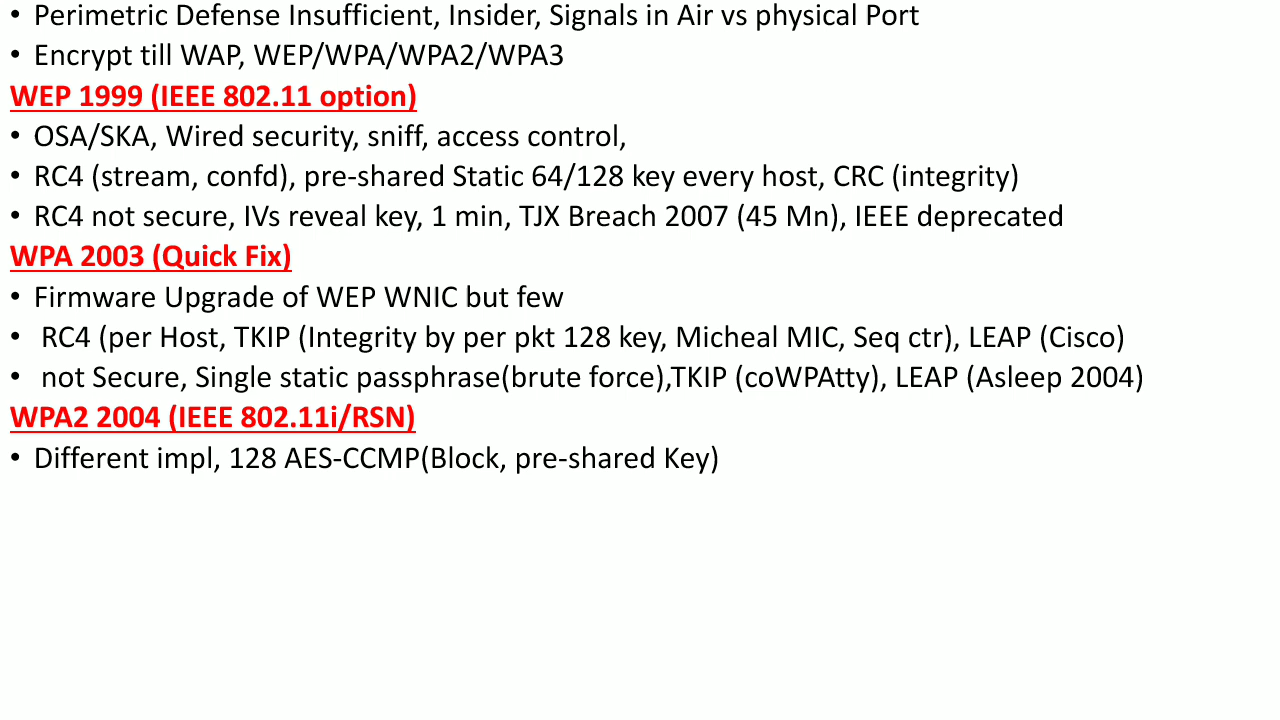 • Perimetric Defense Insufficient, Insider, Signals in Air vs physical Port
• Encrypt till WAP, WEP/WPA/WPA2/WPA3
WEP 1999 (IEEE 802.11 option)
• OSA/SKA, Wired security, sniff, access control,
• RC4 (stream, confd), pre-shared Static 64/128 key every host, CRC (integrity)
• RC4 not secure, IVs reveal key, 1 min, TJX Breach 2007 (45 Mn), IEEE deprecated
WPA 2003 (Quick Fix)
• Firmware Upgrade of WEP WNIC but few
• RC4 (per Host, TKIP (Integrity by per pkt 128 key, Micheal MIC, Seq ctr), LEAP (Cisco)
• not Secure, Single static passphrase(brute force),TKIP (coWPAtty), LEAP (Asleep 2004)
WPA2 2004 (IEEE 802.11i/RSN)
• Different impl, 128 AES-CCMP(Block, pre-shared Key)